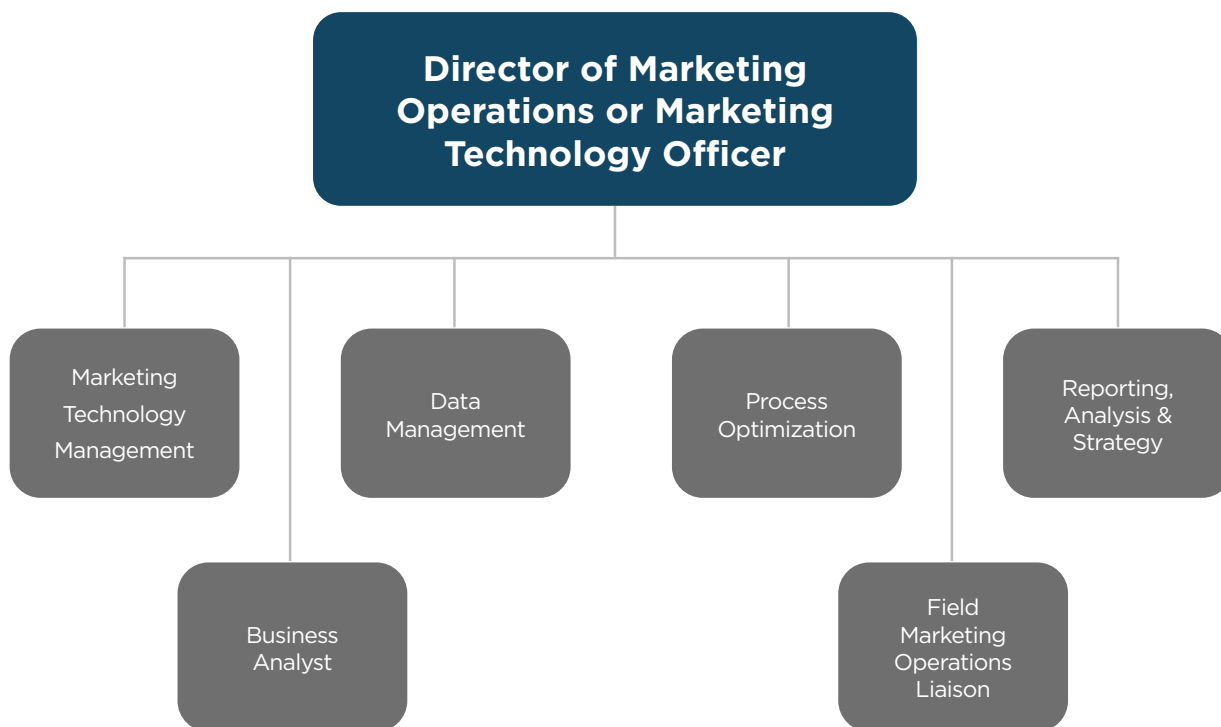 Director of Marketing
Operations or Marketing
Technology Officer
Marketing
Technology
Management
Data
Management
Process
Optimization
Reporting,
Analysis &
Strategy
Business
Analyst
Field
Marketing
Operations
Liaison